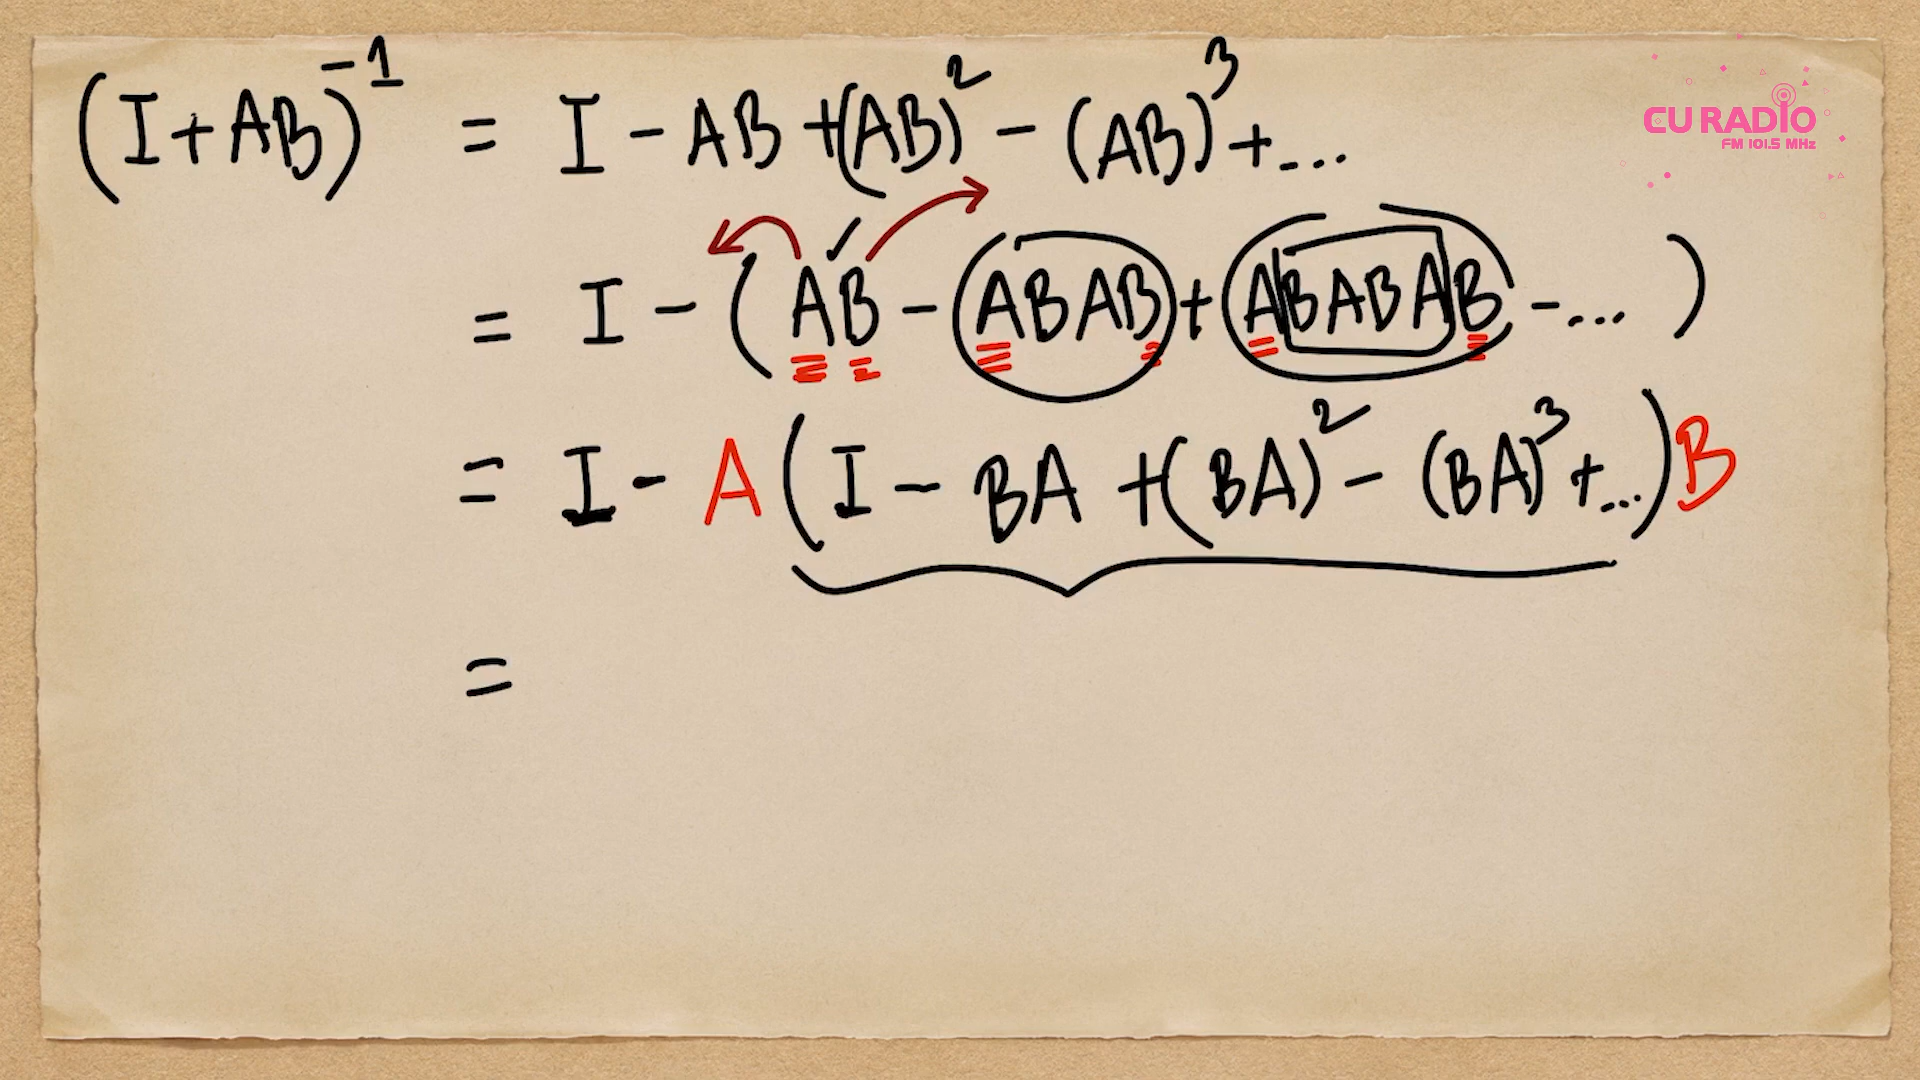 (I+AB)⁻¹ = I - AB + (AB)² - (AB)³ + ...
= I - (AB - ABAB + ABABAB - ... )
= I - A(I - BA + (BA)² - (BA)³ + ...)B
=
CU RADIO
FM 101.5 MHz